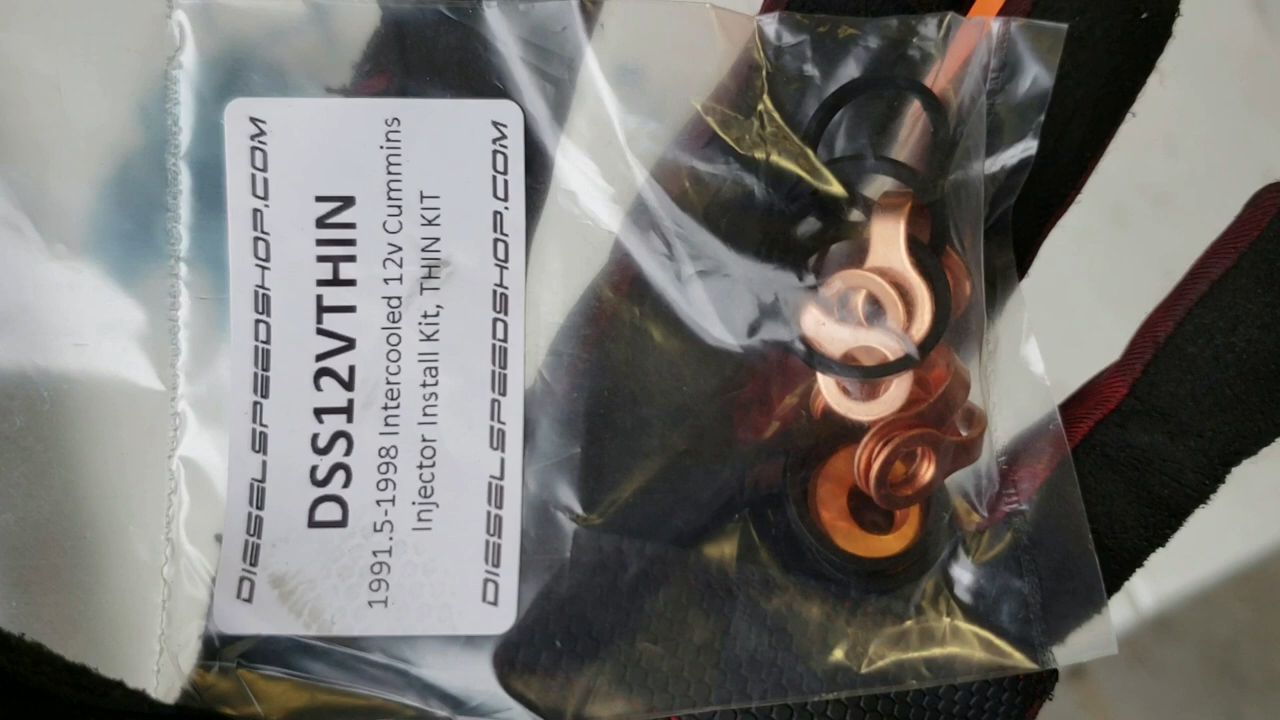 DIESELSPEEDSHOP.COM
DSS12VTHIN
1991.5-1998 Intercooled 12v Cummins
Injector Install Kit, THIN KIT
DIESELSPEEDSHOP.COM